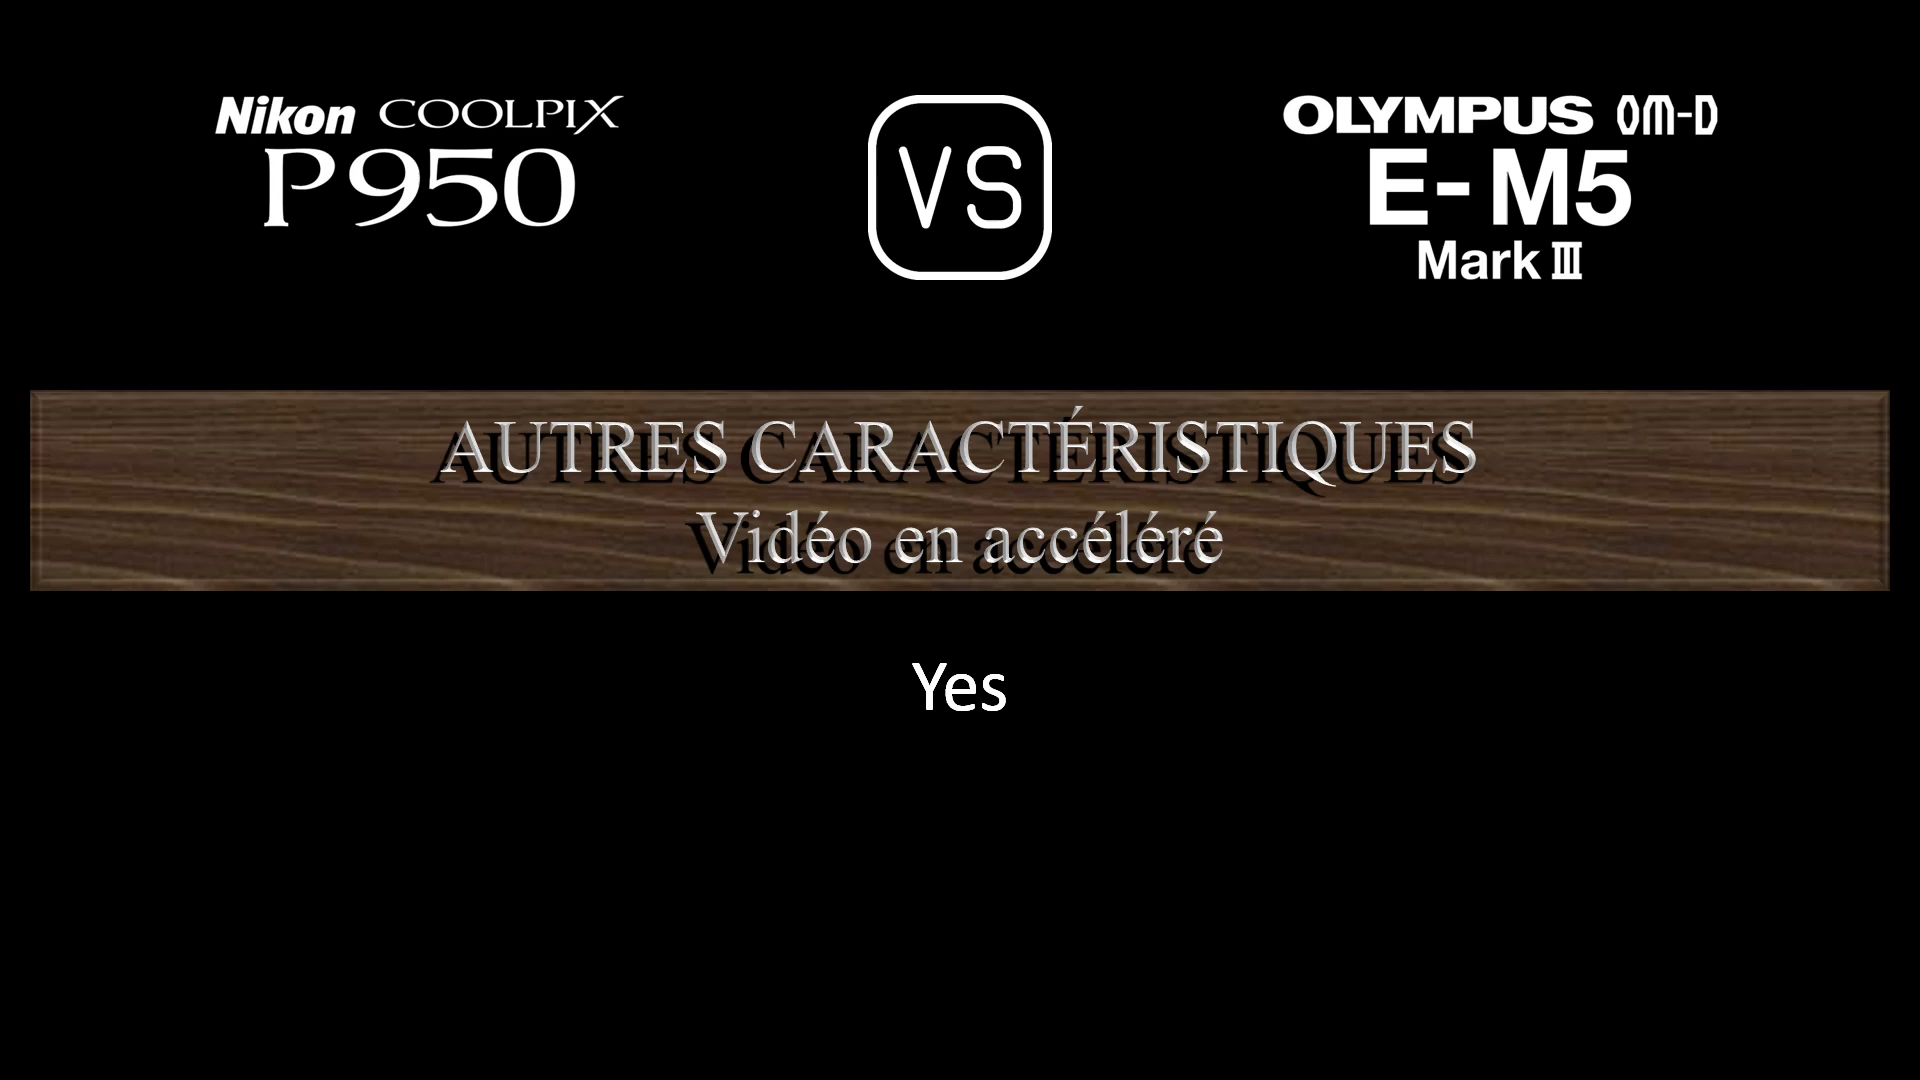 Nikon COOLPIX
P950
VS
OLYMPUS OM-D
E-M5
Mark III
AUTRES CARACTÉRISTIQUES
Vidéo en accéléré
Yes